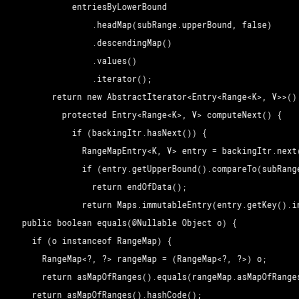 entriesByLowerBound
.headMap(subRange.upperBound, false)
.descendingMap()
.values()
.iterator();
return new AbstractIterator<Entry<Range<K>, V>>()
protected Entry<Range<K>, V> computeNext() {
if (backingItr.hasNext()) {
RangeMapEntry<K, V> entry = backingItr.next(
if (entry.getUpperBound().compareTo(subRange
return endOfData();
return Maps.immutableEntry(entry.getKey().in
public boolean equals(@Nullable Object o) {
if (o instanceof RangeMap) {
RangeMap<?, ?> rangeMap = (RangeMap<?, ?>) o;
return asMapOfRanges().equals(rangeMap.asMapOfRanges
return asMapOfRanges().hashCode();